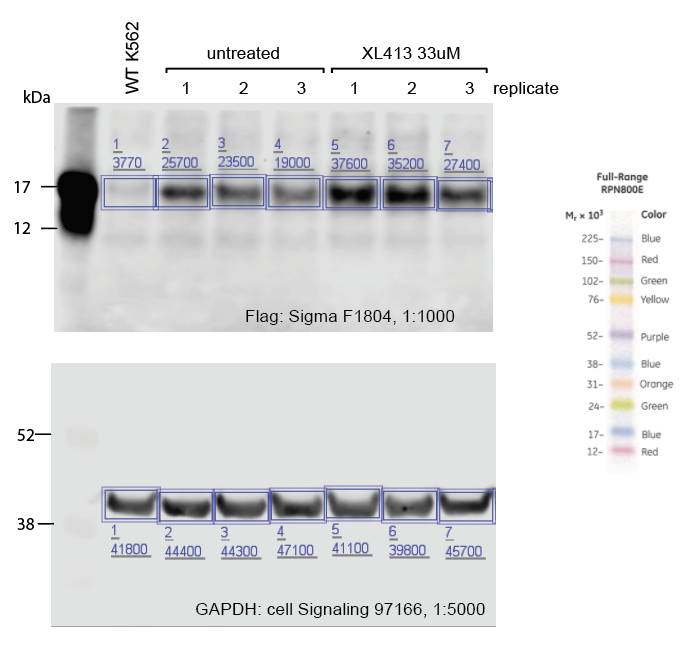 WT K562
untreated
XL413 33uM
kDa
1 2 3 1 2 3 replicate
1 2 3 4 5 6 7
3770 25700 23500 19000 37600 35200 27400
17
12
Flag: Sigma F1804, 1:1000
52
38
1 2 3 4 5 6 7
41800 44400 44300 47100 41100 39800 45700
GAPDH: cell Signaling 97166, 1:5000
Full-Range
RPN800E
Mr × 10³ Color
225- Blue
150- Red
102- Green
76- Yellow
52- Purple
38- Blue
31- Orange
24- Green
17- Blue
12- Red